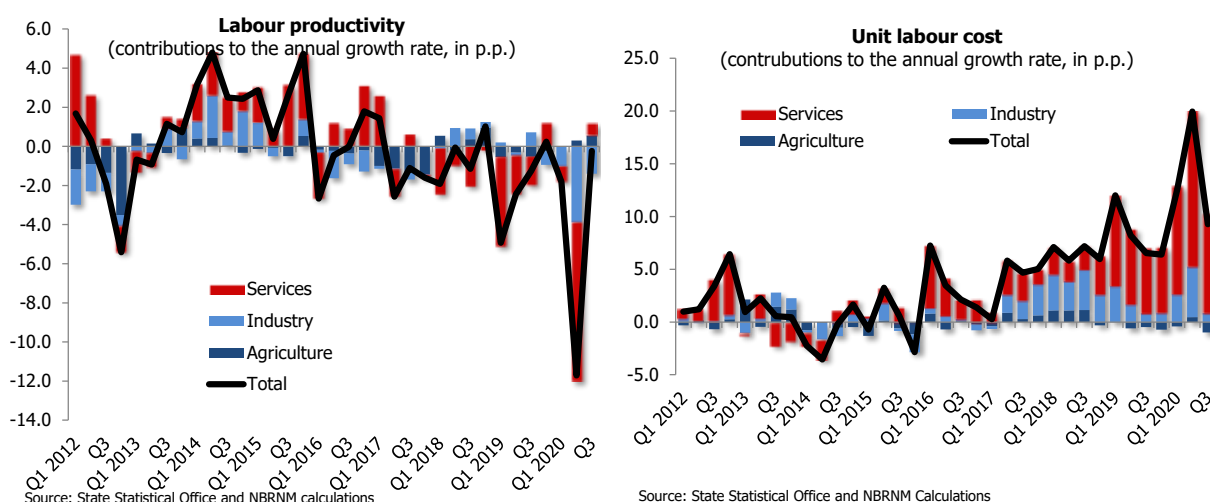 Labour productivity
(contributions to the annual growth rate, in p.p.)
6.0
4.0
2.0
0.0
-2.0
-4.0
-6.0
-8.0
-10.0
-12.0
-14.0
Services
Industry
Agriculture
Total
Q1 2012
Q3
Q1 2013
Q3
Q1 2014
Q3
Q1 2015
Q3
Q1 2016
Q3
Q1 2017
Q3
Q1 2018
Q3
Q1 2019
Q3
Q1 2020
Q3
Source: State Statistical Office and NBRNM calculations
Unit labour cost
(contrubutions to the annual growth rate, in p.p.)
25.0
20.0
15.0
10.0
5.0
0.0
-5.0
Services
Industry
Agriculture
Total
Q1 2012
Q3
Q1 2013
Q3
Q1 2014
Q3
Q1 2015
Q3
Q1 2016
Q3
Q1 2017
Q3
Q1 2018
Q3
Q1 2019
Q3
Q1 2020
Q3
Source: State Statistical Office and NBRNM Calculations